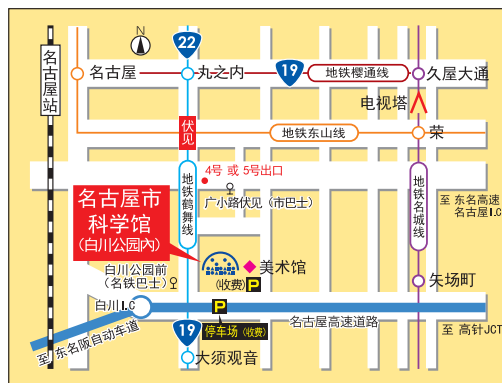 N
22
名古屋站
名古屋
丸之内
19
地铁樱通线
久屋大通
电视塔
伏见
地铁东山线
荣
4号 或 5号出口
地铁鹤舞线
广小路伏见（市巴士）
地铁名城线
至 东名高速
名古屋I.C
名古屋市
科学馆
（白川公园内）
白川公园前
（名铁巴士）
美术馆
（收费）P
矢场町
白川I.C
P
停车场（收费）
名古屋高速道路
19
至 高针JCT
至 东名阪自动车道
大须观音